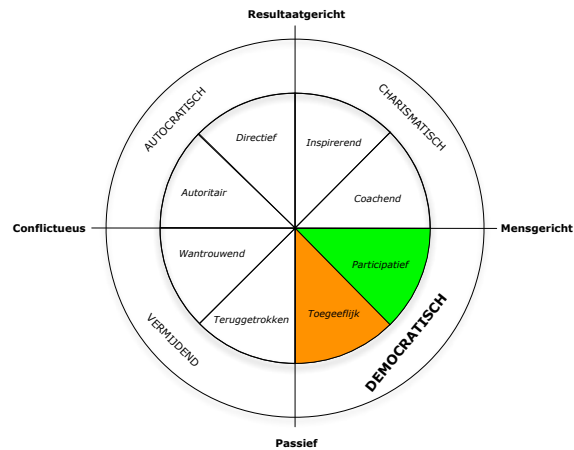 Resultaatgericht
AUTOCRATISCH
CHARISMATISCH
Directief
Inspirerend
Autoritair
Coachend
Conflictueus
Mensgericht
Wantrouwend
Participatief
Teruggetrokken
Toegeeflijk
VERMIJDEND
DEMOCRATISCH
Passief